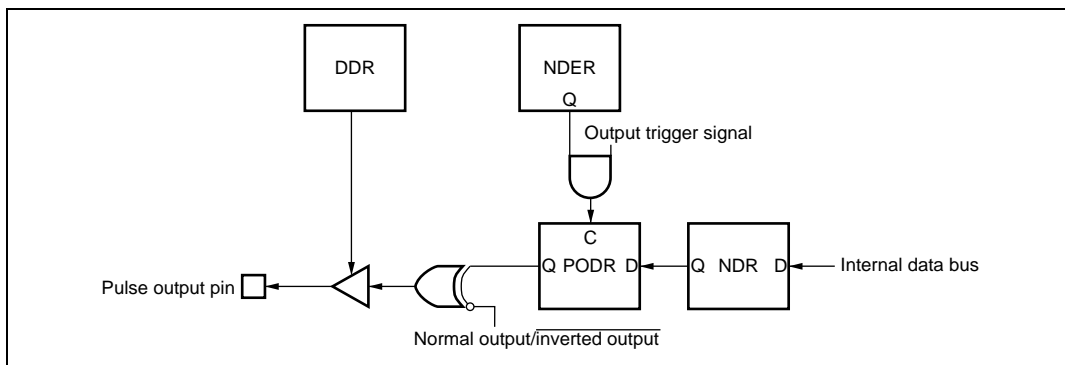 DDR
NDER
Q
Output trigger signal
C
Q PODR D
Q NDR D
Internal data bus
Pulse output pin
Normal output/inverted output